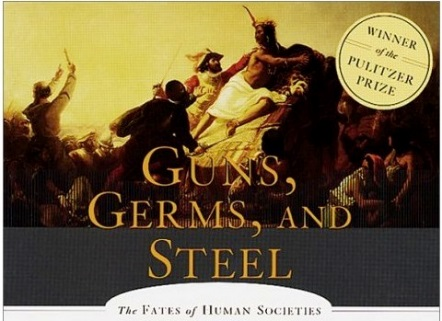 WINNER
of the
PULITZER
PRIZE
GUNS,
GERMS, AND
STEEL
The FATES of HUMAN SOCIETIES